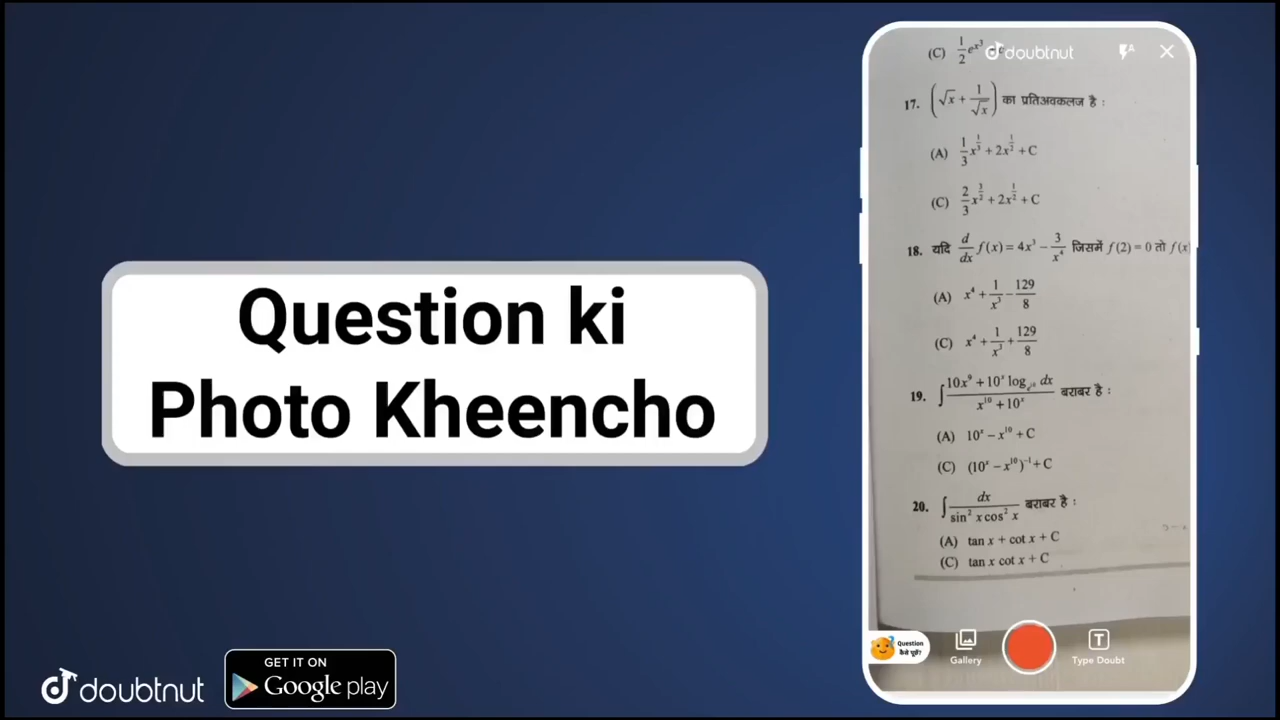 Question ki
Photo Kheencho
doubtnut
GET IT ON
Google play
doubtnut
(C) 1/2 e^x³
17. (√x + 1/√x) का प्रतिअवकलज है :
(A) 1/3 x^(1/3) + 2x^(1/2) + C
(C) 2/3 x^(3/2) + 2x^(1/2) + C
18. यदि d/dx f(x) = 4x³ − 3/x⁴ जिसमें f(2) = 0 तो f(x
(A) x⁴ + 1/x³ − 129/8
(C) x⁴ + 1/x³ + 129/8
19. ∫ (10x⁹ + 10ˣ logₑ10 dx)/(x¹⁰ + 10ˣ) बराबर है :
(A) 10ˣ − x¹⁰ + C
(C) (10ˣ − x¹⁰)⁻¹ + C
20. ∫ dx/(sin² x cos² x) बराबर है :
(A) tan x + cot x + C
(C) tan x cot x + C
Question
कैसे पूछें?
Gallery
T
Type Doubt